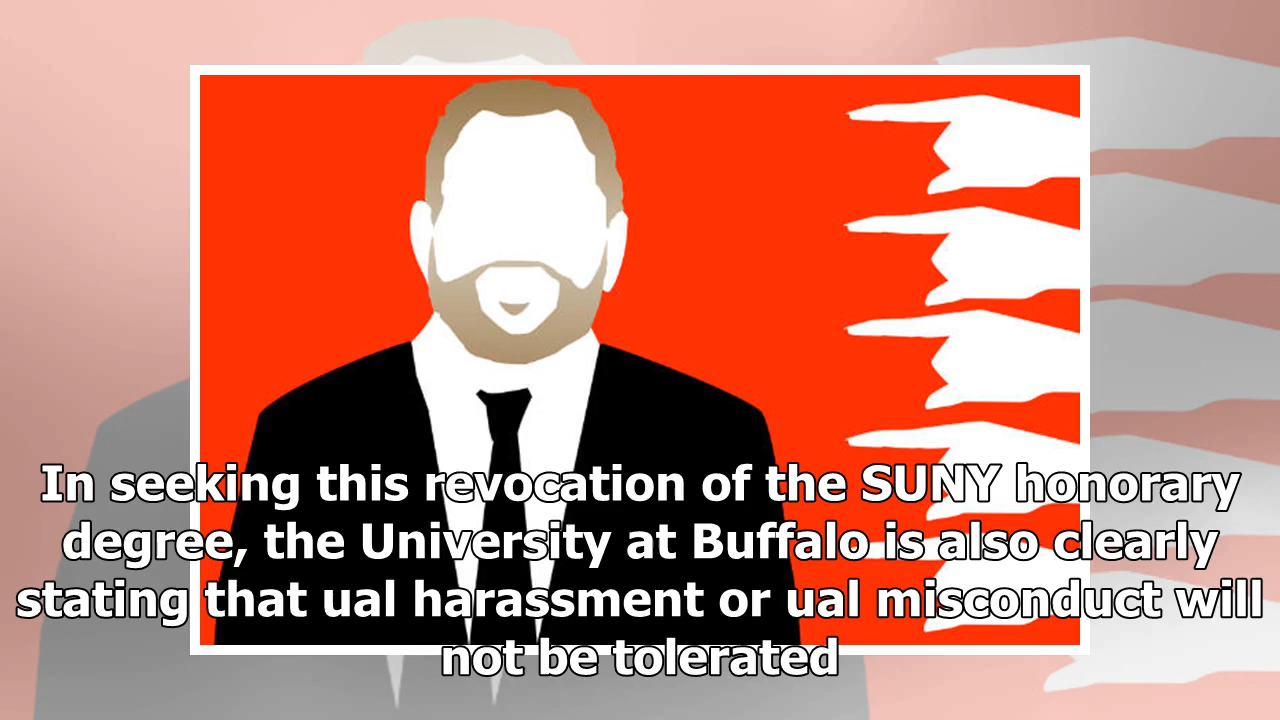 In seeking this revocation of the SUNY honorary
degree, the University at Buffalo is also clearly
stating that ual harassment or ual misconduct will
not be tolerated